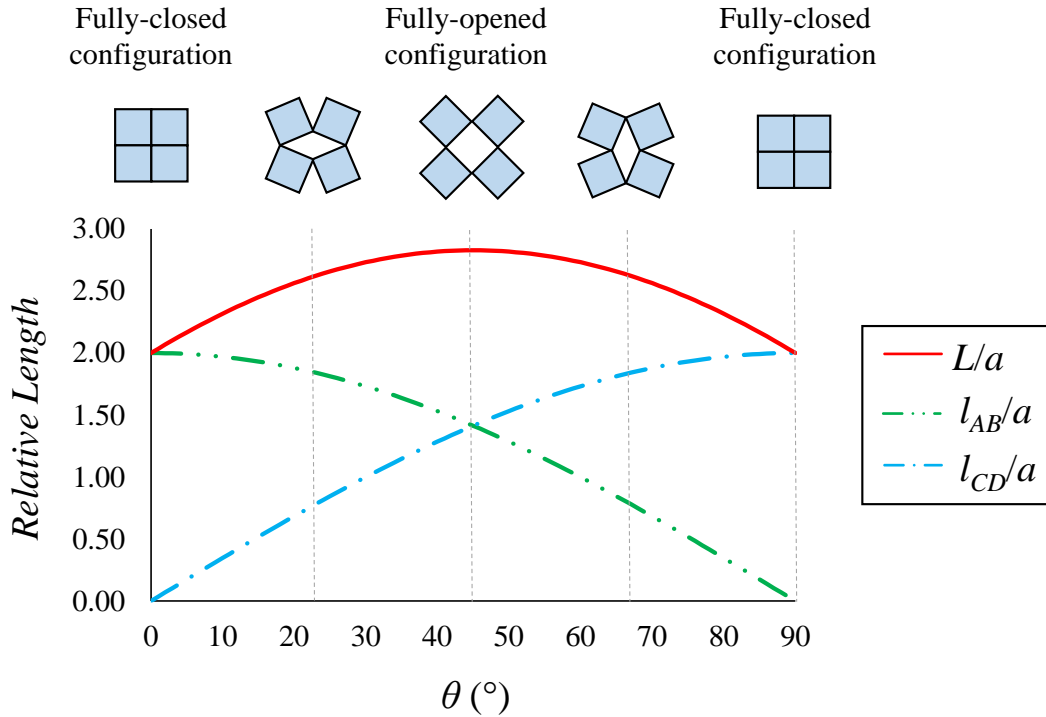 Fully-closed
configuration
Fully-opened
configuration
Fully-closed
configuration
3.00
2.50
2.00
1.50
1.00
0.50
0.00
Relative Length
0 10 20 30 40 50 60 70 80 90
θ (°)
L/a
l_AB/a
l_CD/a